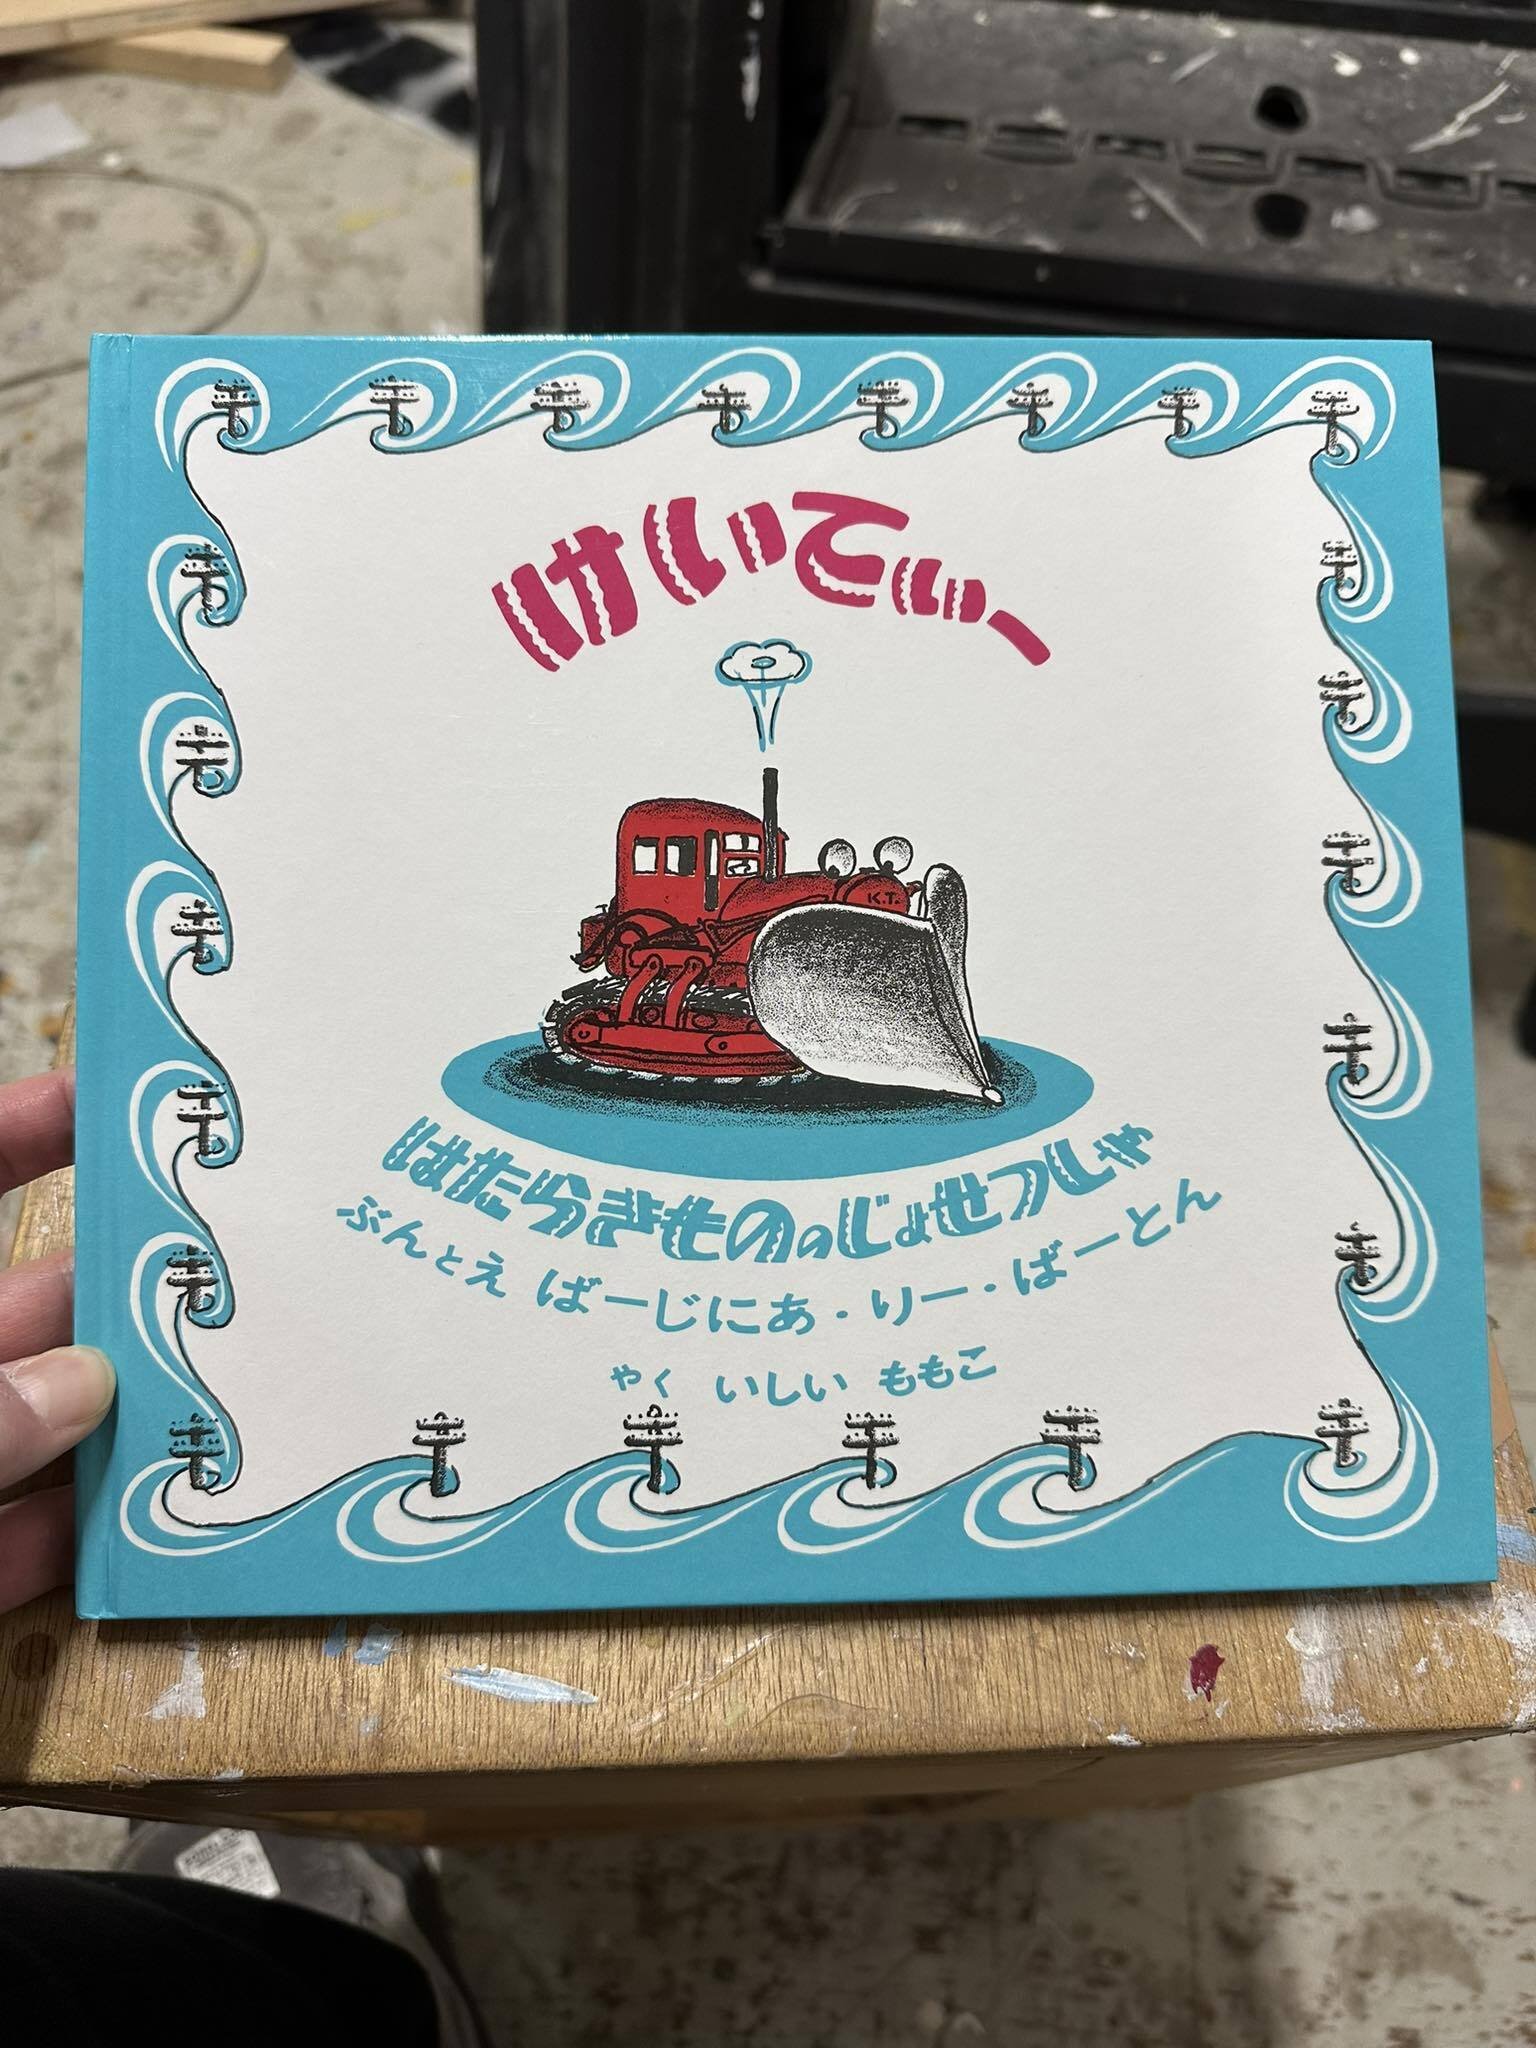 けいてぃー
K.T.
はたらきもののじょせつしゃ
ぶんとえ ばーじにあ・りー・ばーとん
やく いしい ももこ